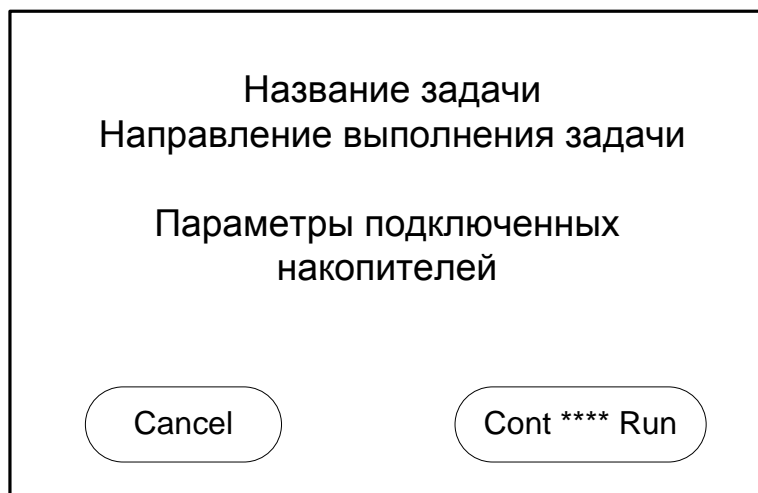 Название задачи
Направление выполнения задачи
Параметры подключенных
накопителей
Cancel
Cont **** Run